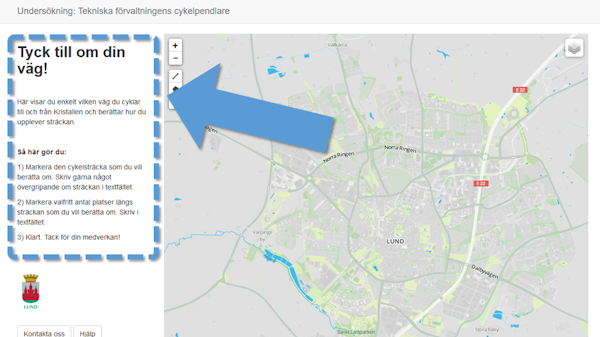 Undersökning: Tekniska förvaltningens cykelpendlare
Tyck till om din
väg!
Här visar du enkelt vilken väg du cyklar
till och från Kristallen och berättar hur du
upplever sträckan.
Så här gör du:
1) Markera den cykelsträcka som du vill
berätta om. Skriv gärna något
övergripande om sträckan i textfältet.
2) Markera valfritt antal platser längs
sträckan som du vill berätta om. Skriv i
textfältet.
3) Klart. Tack för din medverkan!
LUND
Kontakta oss
Hjälp
+
−
Norra Ringen
Norra Ringen
E 22
E 22
LUND
Värpinge
by
Dalbyvägen